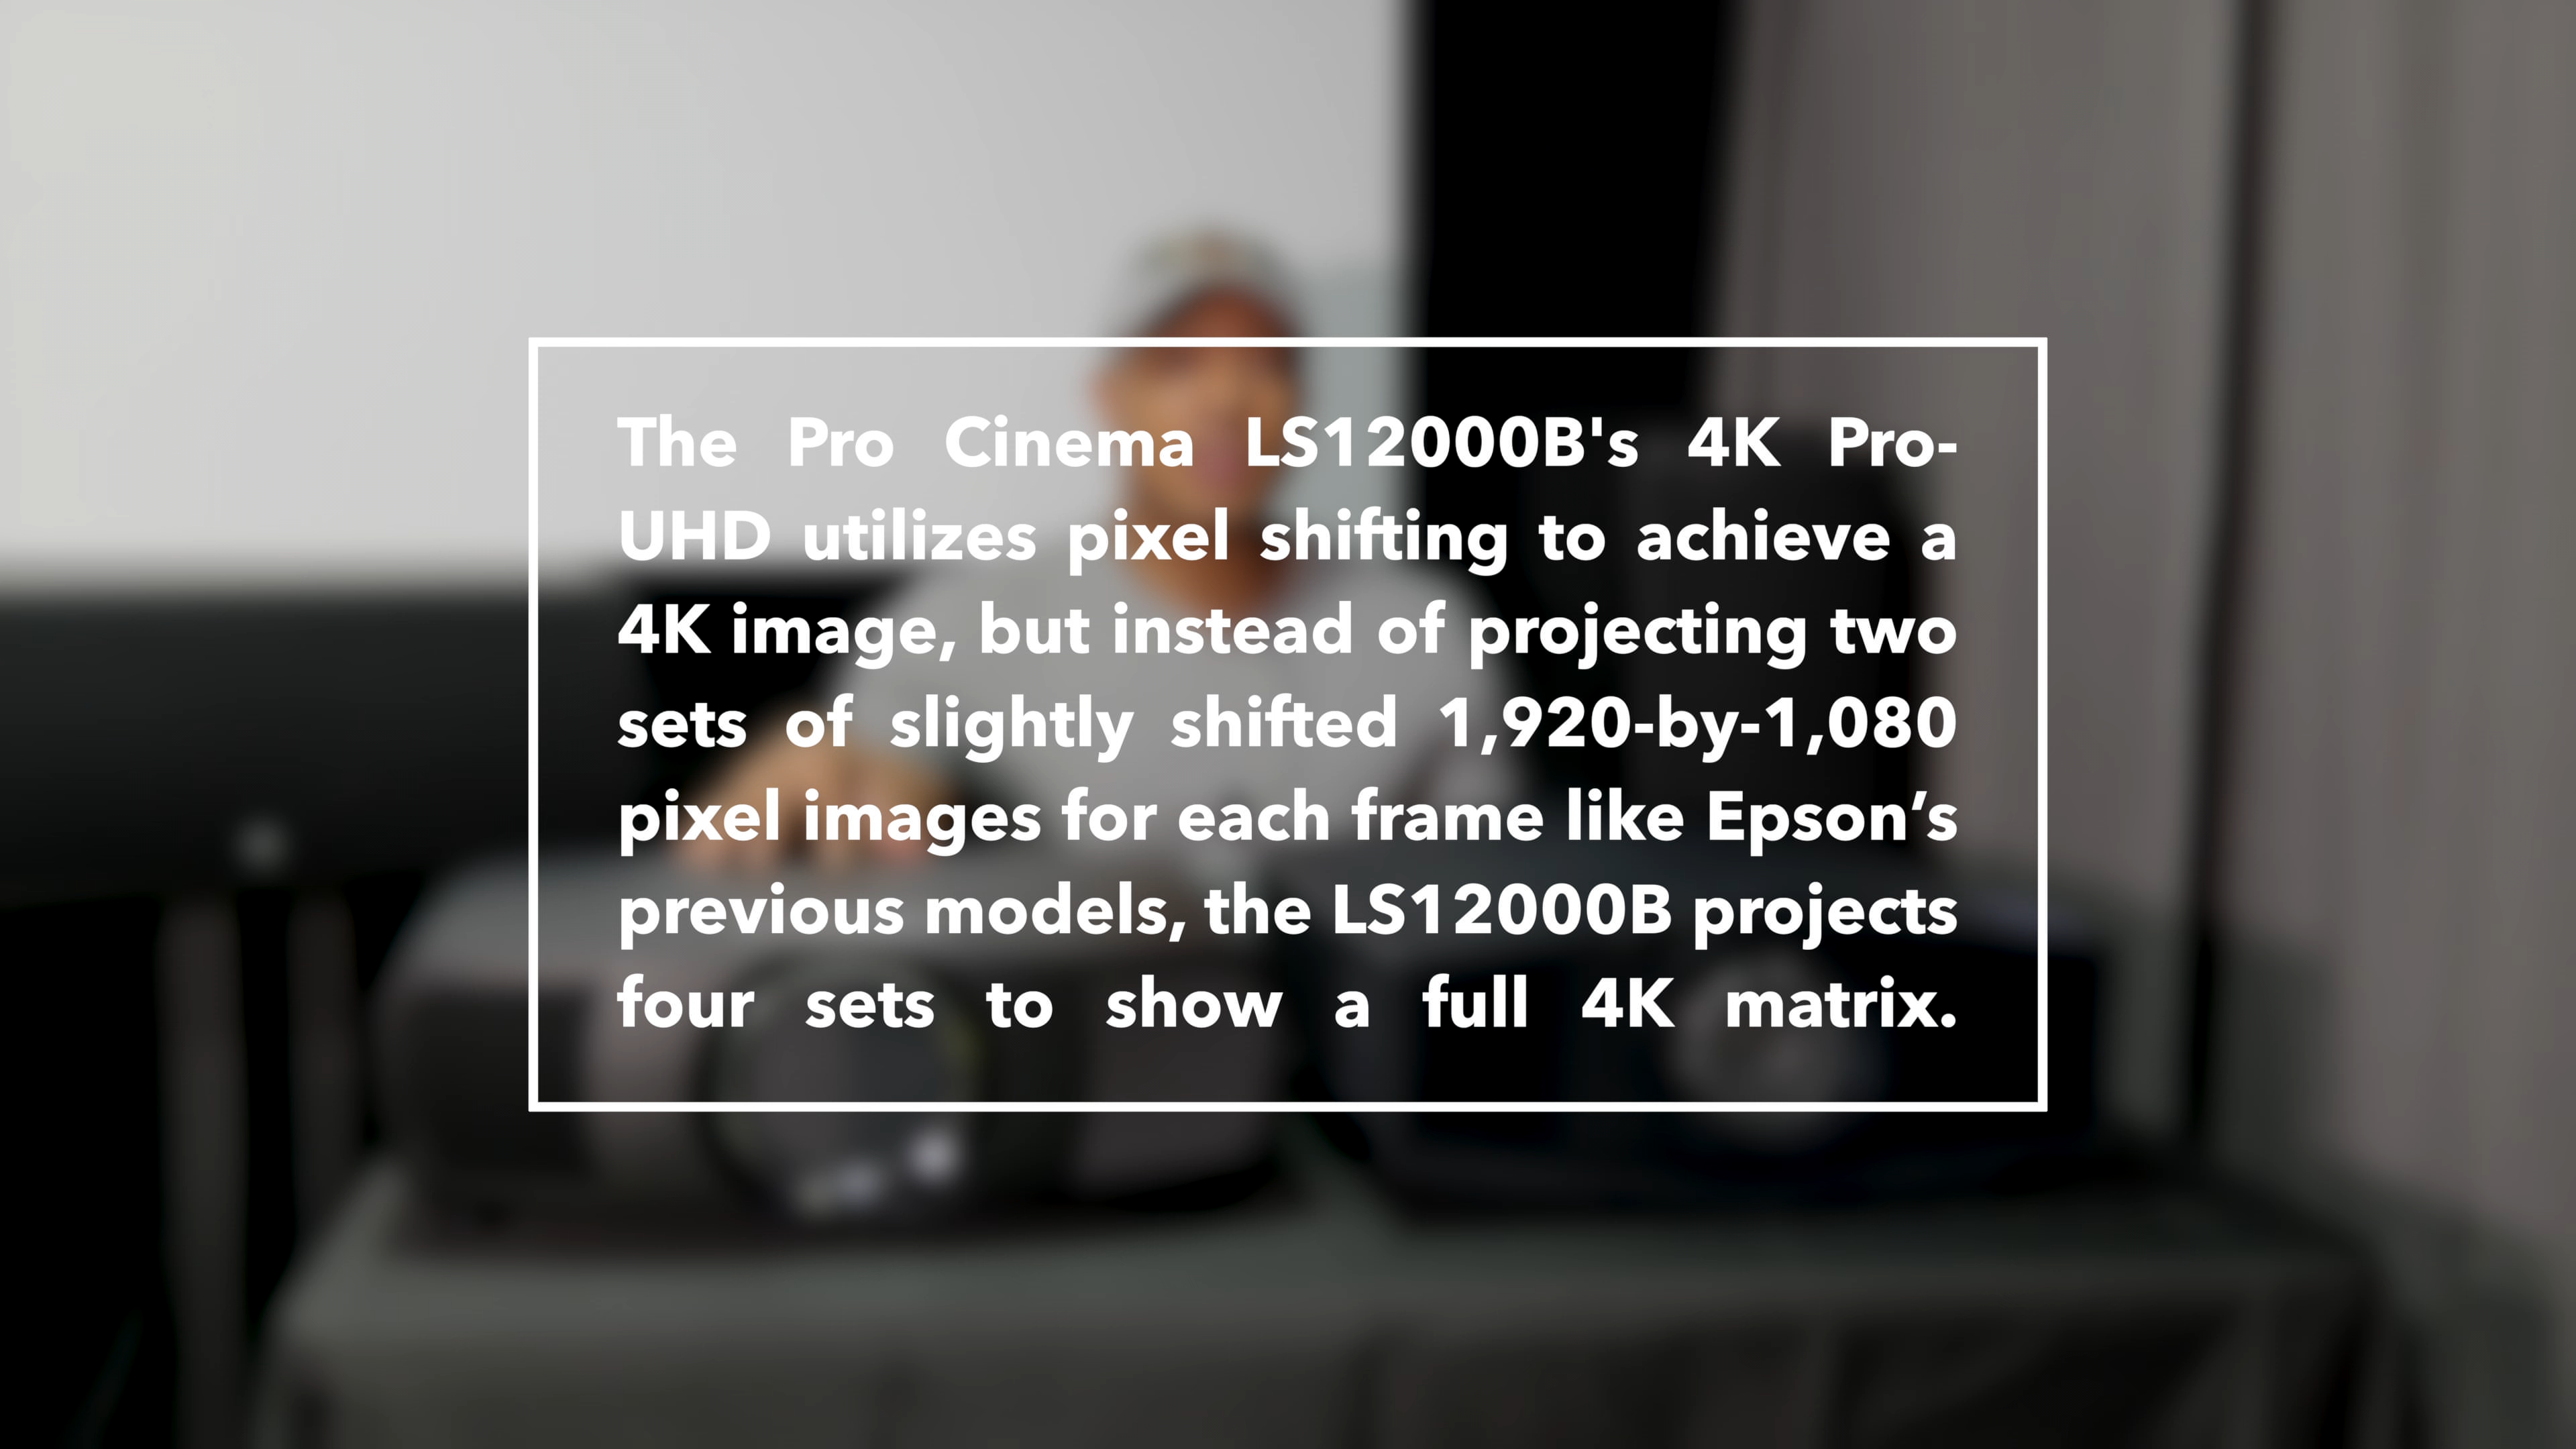 The Pro Cinema LS12000B's 4K Pro-
UHD utilizes pixel shifting to achieve a
4K image, but instead of projecting two
sets of slightly shifted 1,920-by-1,080
pixel images for each frame like Epson’s
previous models, the LS12000B projects
four sets to show a full 4K matrix.